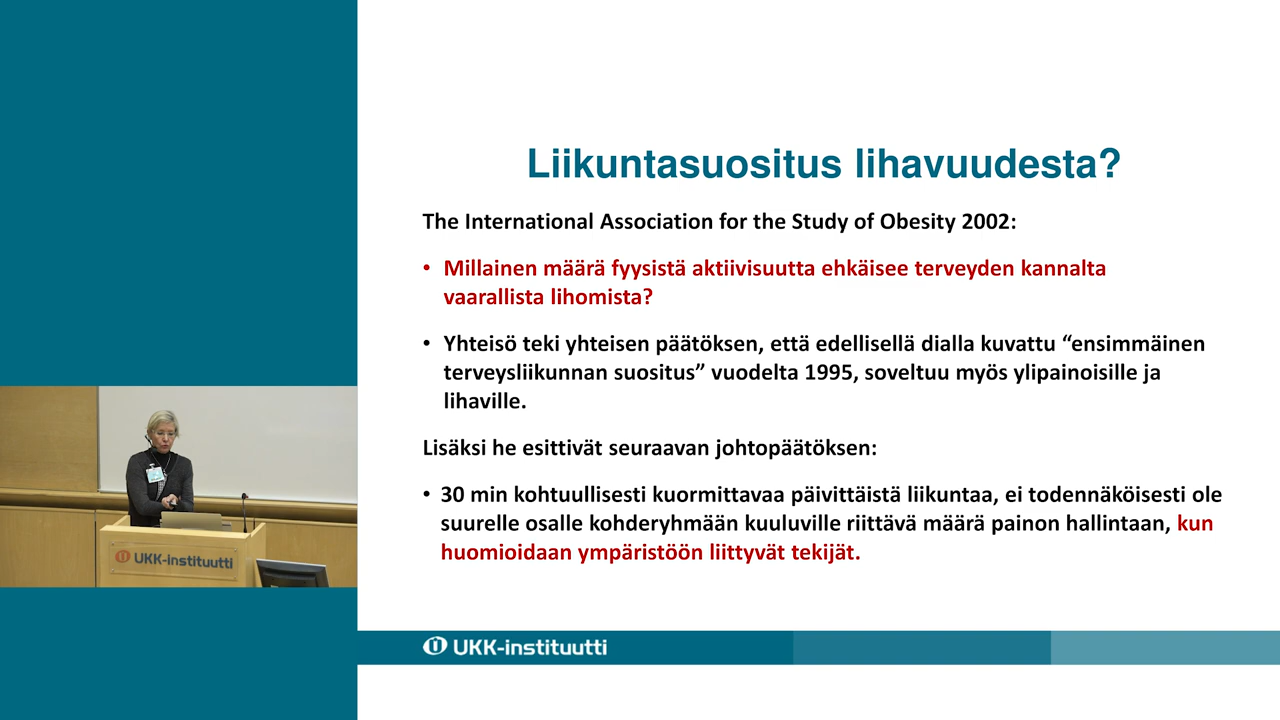 Liikuntasuositus lihavuudesta?
The International Association for the Study of Obesity 2002:
• Millainen määrä fyysistä aktiivisuutta ehkäisee terveyden kannalta
vaarallista lihomista?
• Yhteisö teki yhteisen päätöksen, että edellisellä dialla kuvattu “ensimmäinen
terveysliikunnan suositus” vuodelta 1995, soveltuu myös ylipainoisille ja
lihaville.
Lisäksi he esittivät seuraavan johtopäätöksen:
• 30 min kohtuullisesti kuormittavaa päivittäistä liikuntaa, ei todennäköisesti ole
suurelle osalle kohderyhmään kuuluville riittävä määrä painon hallintaan, kun
huomioidaan ympäristöön liittyvät tekijät.
UKK-instituutti
UKK-instituutti